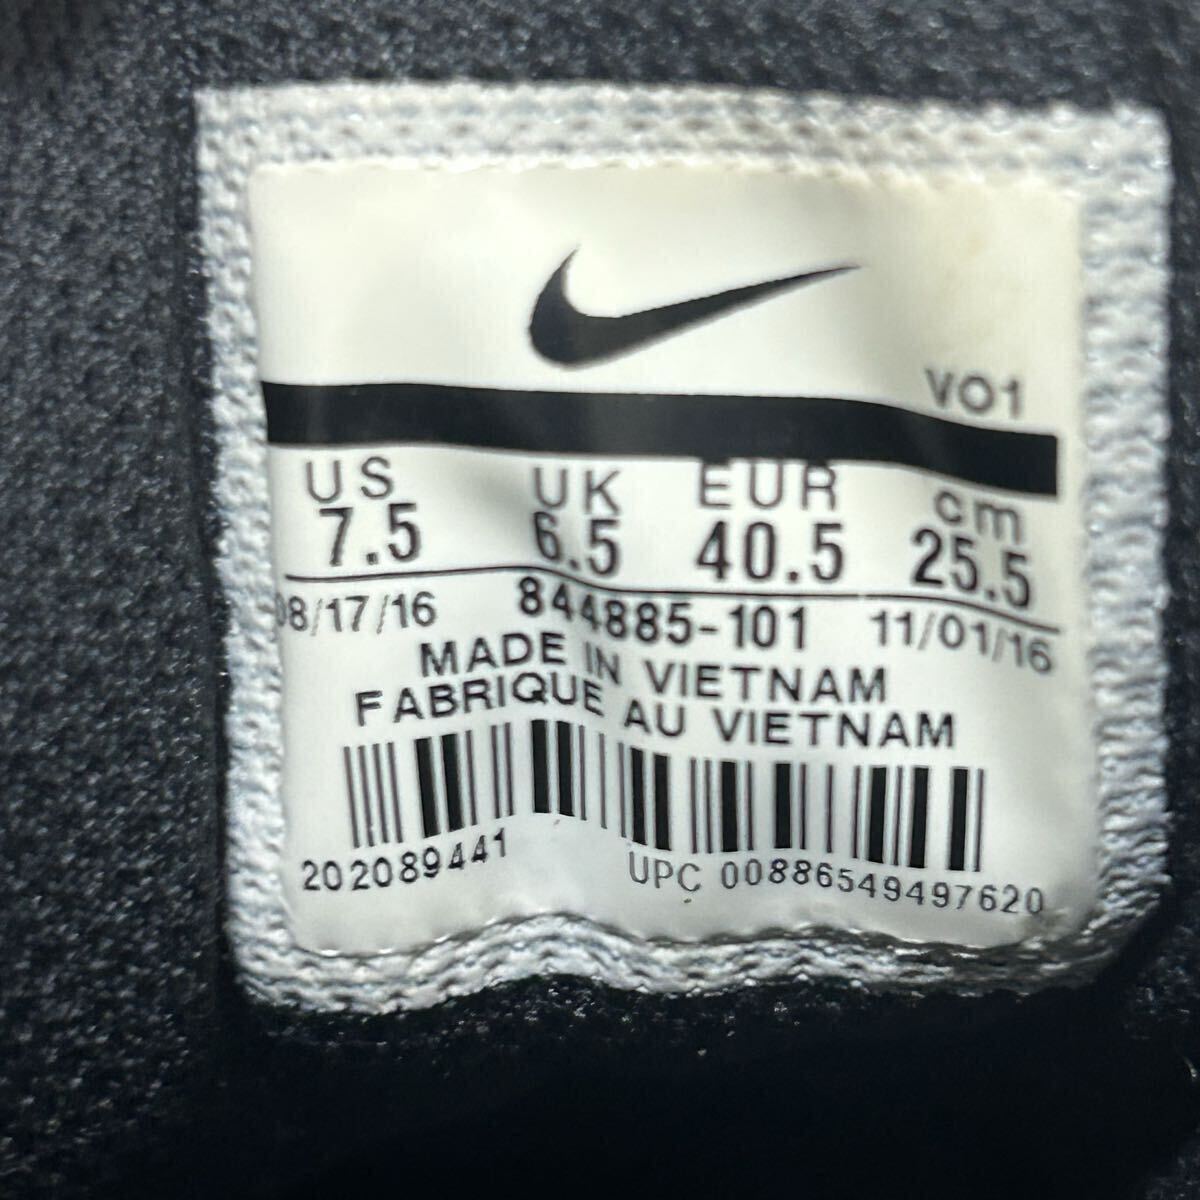 VO1
US UK EUR cm
7.5 6.5 40.5 25.5
08/17/16 844885-101 11/01/16
MADE IN VIETNAM
FABRIQUE AU VIETNAM
202089441 UPC 00886549497620